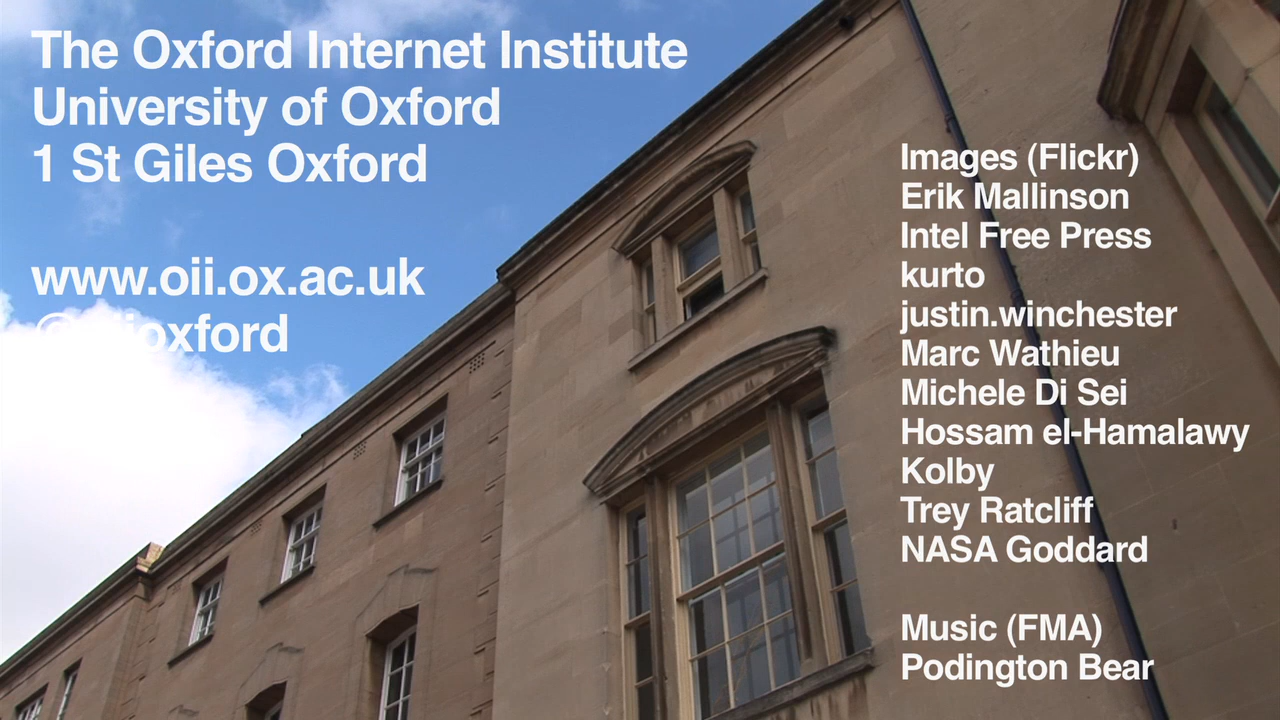 The Oxford Internet Institute
University of Oxford
1 St Giles Oxford
www.oii.ox.ac.uk
@oiioxford
Images (Flickr)
Erik Mallinson
Intel Free Press
kurto
justin.winchester
Marc Wathieu
Michele Di Sei
Hossam el-Hamalawy
Kolby
Trey Ratcliff
NASA Goddard
Music (FMA)
Podington Bear